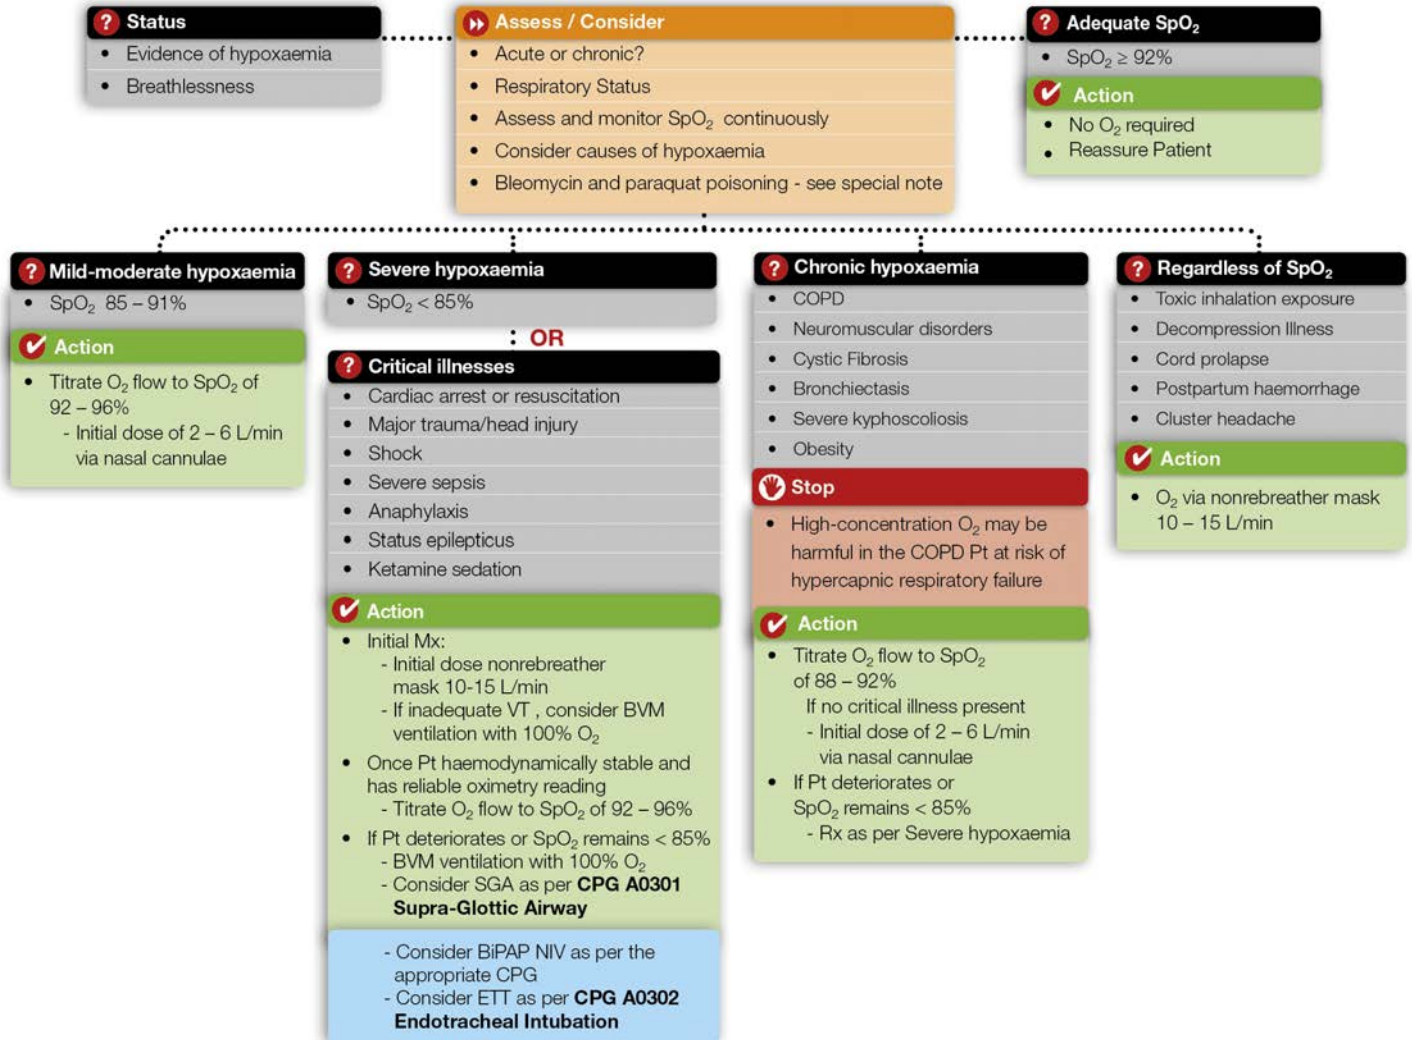 Status
• Evidence of hypoxaemia
• Breathlessness
Assess / Consider
• Acute or chronic?
• Respiratory Status
• Assess and monitor SpO₂ continuously
• Consider causes of hypoxaemia
• Bleomycin and paraquat poisoning - see special note
Adequate SpO₂
• SpO₂ ≥ 92%
Action
• No O₂ required
• Reassure Patient
Mild-moderate hypoxaemia
• SpO₂ 85 – 91%
Action
• Titrate O₂ flow to SpO₂ of
92 – 96%
- Initial dose of 2 – 6 L/min
via nasal cannulae
Severe hypoxaemia
• SpO₂ < 85%
OR
Critical illnesses
• Cardiac arrest or resuscitation
• Major trauma/head injury
• Shock
• Severe sepsis
• Anaphylaxis
• Status epilepticus
• Ketamine sedation
Action
• Initial Mx:
- Initial dose nonrebreather
mask 10-15 L/min
- If inadequate VT , consider BVM
ventilation with 100% O₂
• Once Pt haemodynamically stable and
has reliable oximetry reading
- Titrate O₂ flow to SpO₂ of 92 – 96%
• If Pt deteriorates or SpO₂ remains < 85%
- BVM ventilation with 100% O₂
- Consider SGA as per CPG A0301
Supra-Glottic Airway
- Consider BiPAP NIV as per the
appropriate CPG
- Consider ETT as per CPG A0302
Endotracheal Intubation
Chronic hypoxaemia
• COPD
• Neuromuscular disorders
• Cystic Fibrosis
• Bronchiectasis
• Severe kyphoscoliosis
• Obesity
Stop
• High-concentration O₂ may be
harmful in the COPD Pt at risk of
hypercapnic respiratory failure
Action
• Titrate O₂ flow to SpO₂
of 88 – 92%
If no critical illness present
- Initial dose of 2 – 6 L/min
via nasal cannulae
• If Pt deteriorates or
SpO₂ remains < 85%
- Rx as per Severe hypoxaemia
Regardless of SpO₂
• Toxic inhalation exposure
• Decompression Illness
• Cord prolapse
• Postpartum haemorrhage
• Cluster headache
Action
• O₂ via nonrebreather mask
10 – 15 L/min